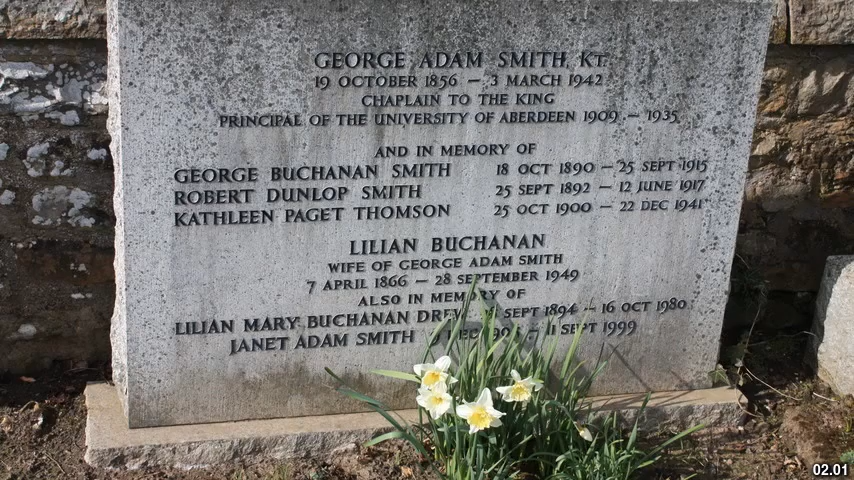 GEORGE ADAM SMITH, KT.
19 OCTOBER 1856 — 3 MARCH 1942
CHAPLAIN TO THE KING
PRINCIPAL OF THE UNIVERSITY OF ABERDEEN 1909 — 1935
AND IN MEMORY OF
GEORGE BUCHANAN SMITH 18 OCT 1890 — 25 SEPT 1915
ROBERT DUNLOP SMITH 25 SEPT 1892 — 12 JUNE 1917
KATHLEEN PAGET THOMSON 25 OCT 1900 — 22 DEC 1941
LILIAN BUCHANAN
WIFE OF GEORGE ADAM SMITH
7 APRIL 1866 — 28 SEPTEMBER 1949
ALSO IN MEMORY OF
LILIAN MARY BUCHANAN SEPT 1894 — 16 OCT 1980
JANET ADAM SMITH — 11 SEPT 1999
02.01